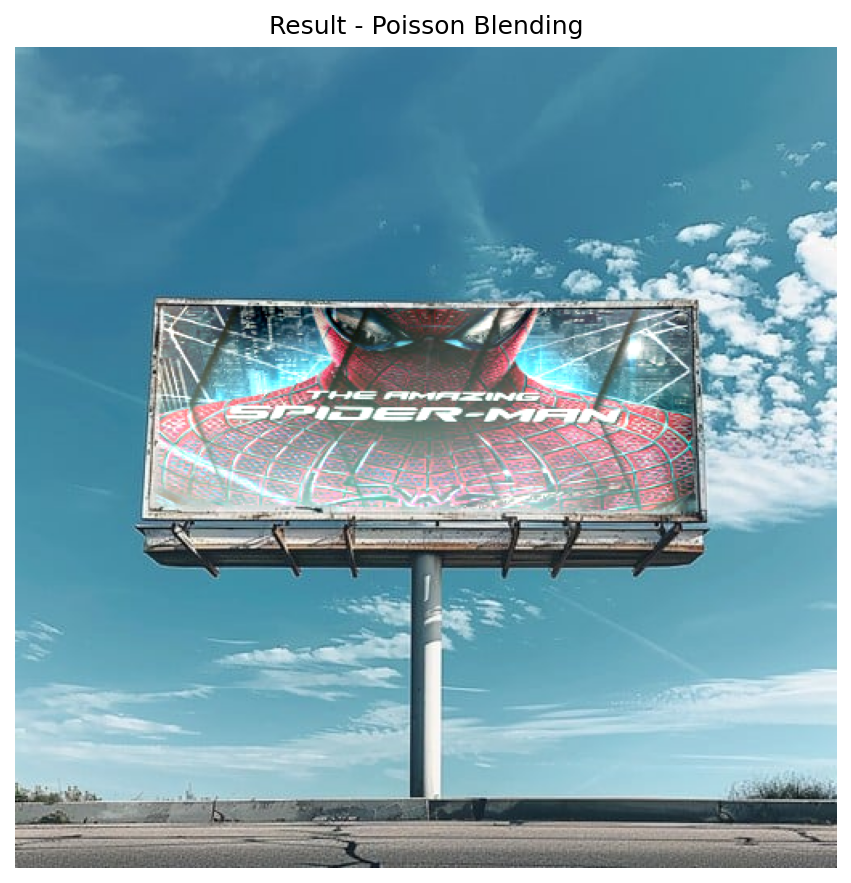 Result - Poisson Blending
THE AMAZING
SPIDER-MAN